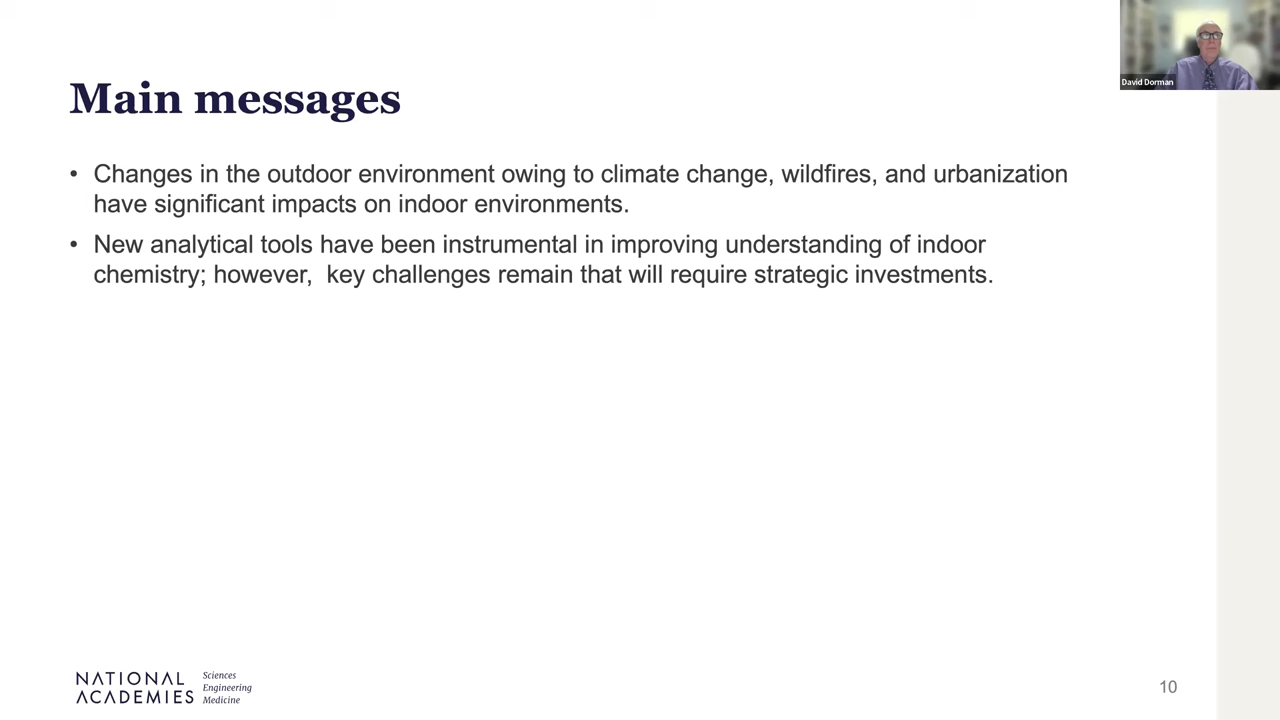 David Dorman
Main messages
• Changes in the outdoor environment owing to climate change, wildfires, and urbanization
have significant impacts on indoor environments.
• New analytical tools have been instrumental in improving understanding of indoor
chemistry; however,  key challenges remain that will require strategic investments.
NATIONAL
ACADEMIES
Sciences
Engineering
Medicine
10